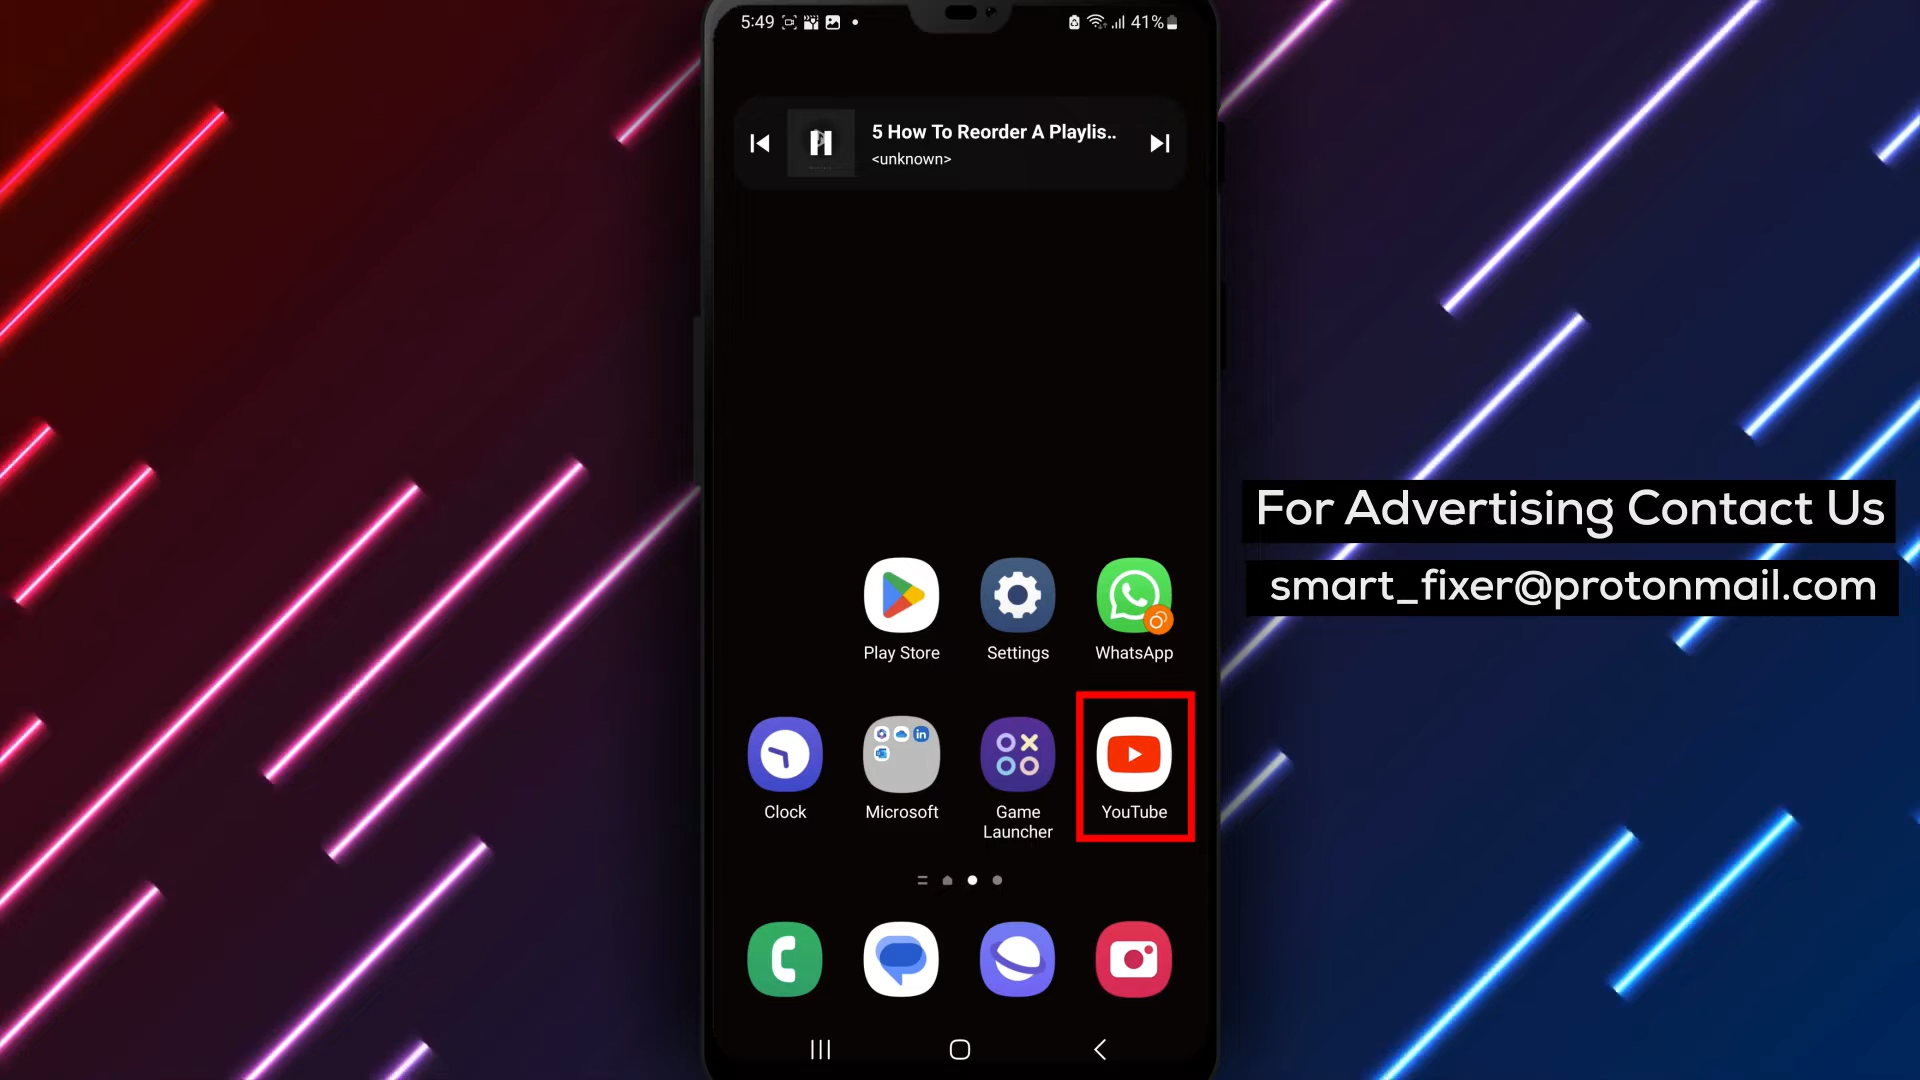 5:49
41%
5 How To Reorder A Playlis..
<unknown>
For Advertising Contact Us
smart_fixer@protonmail.com
Play Store
Settings
WhatsApp
Clock
Microsoft
Game
Launcher
YouTube